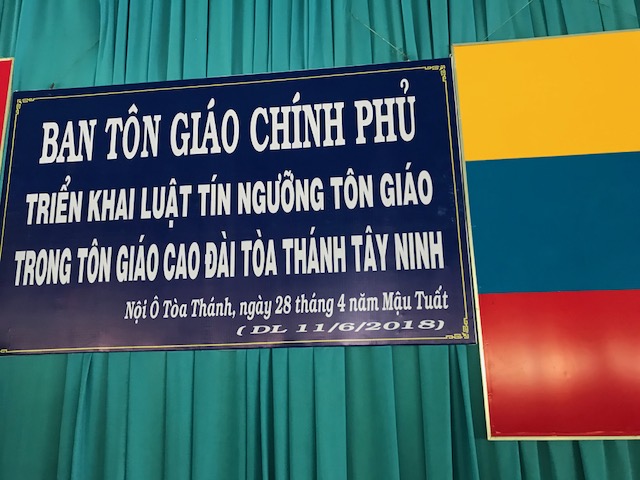 BAN TÔN GIÁO CHÍNH PHỦ
TRIỂN KHAI LUẬT TÍN NGƯỠNG TÔN GIÁO
TRONG TÔN GIÁO CAO ĐÀI TÒA THÁNH TÂY NINH
Nội Ô Tòa Thánh, ngày 28 tháng 4 năm Mậu Tuất
( DL 11/6/2018)